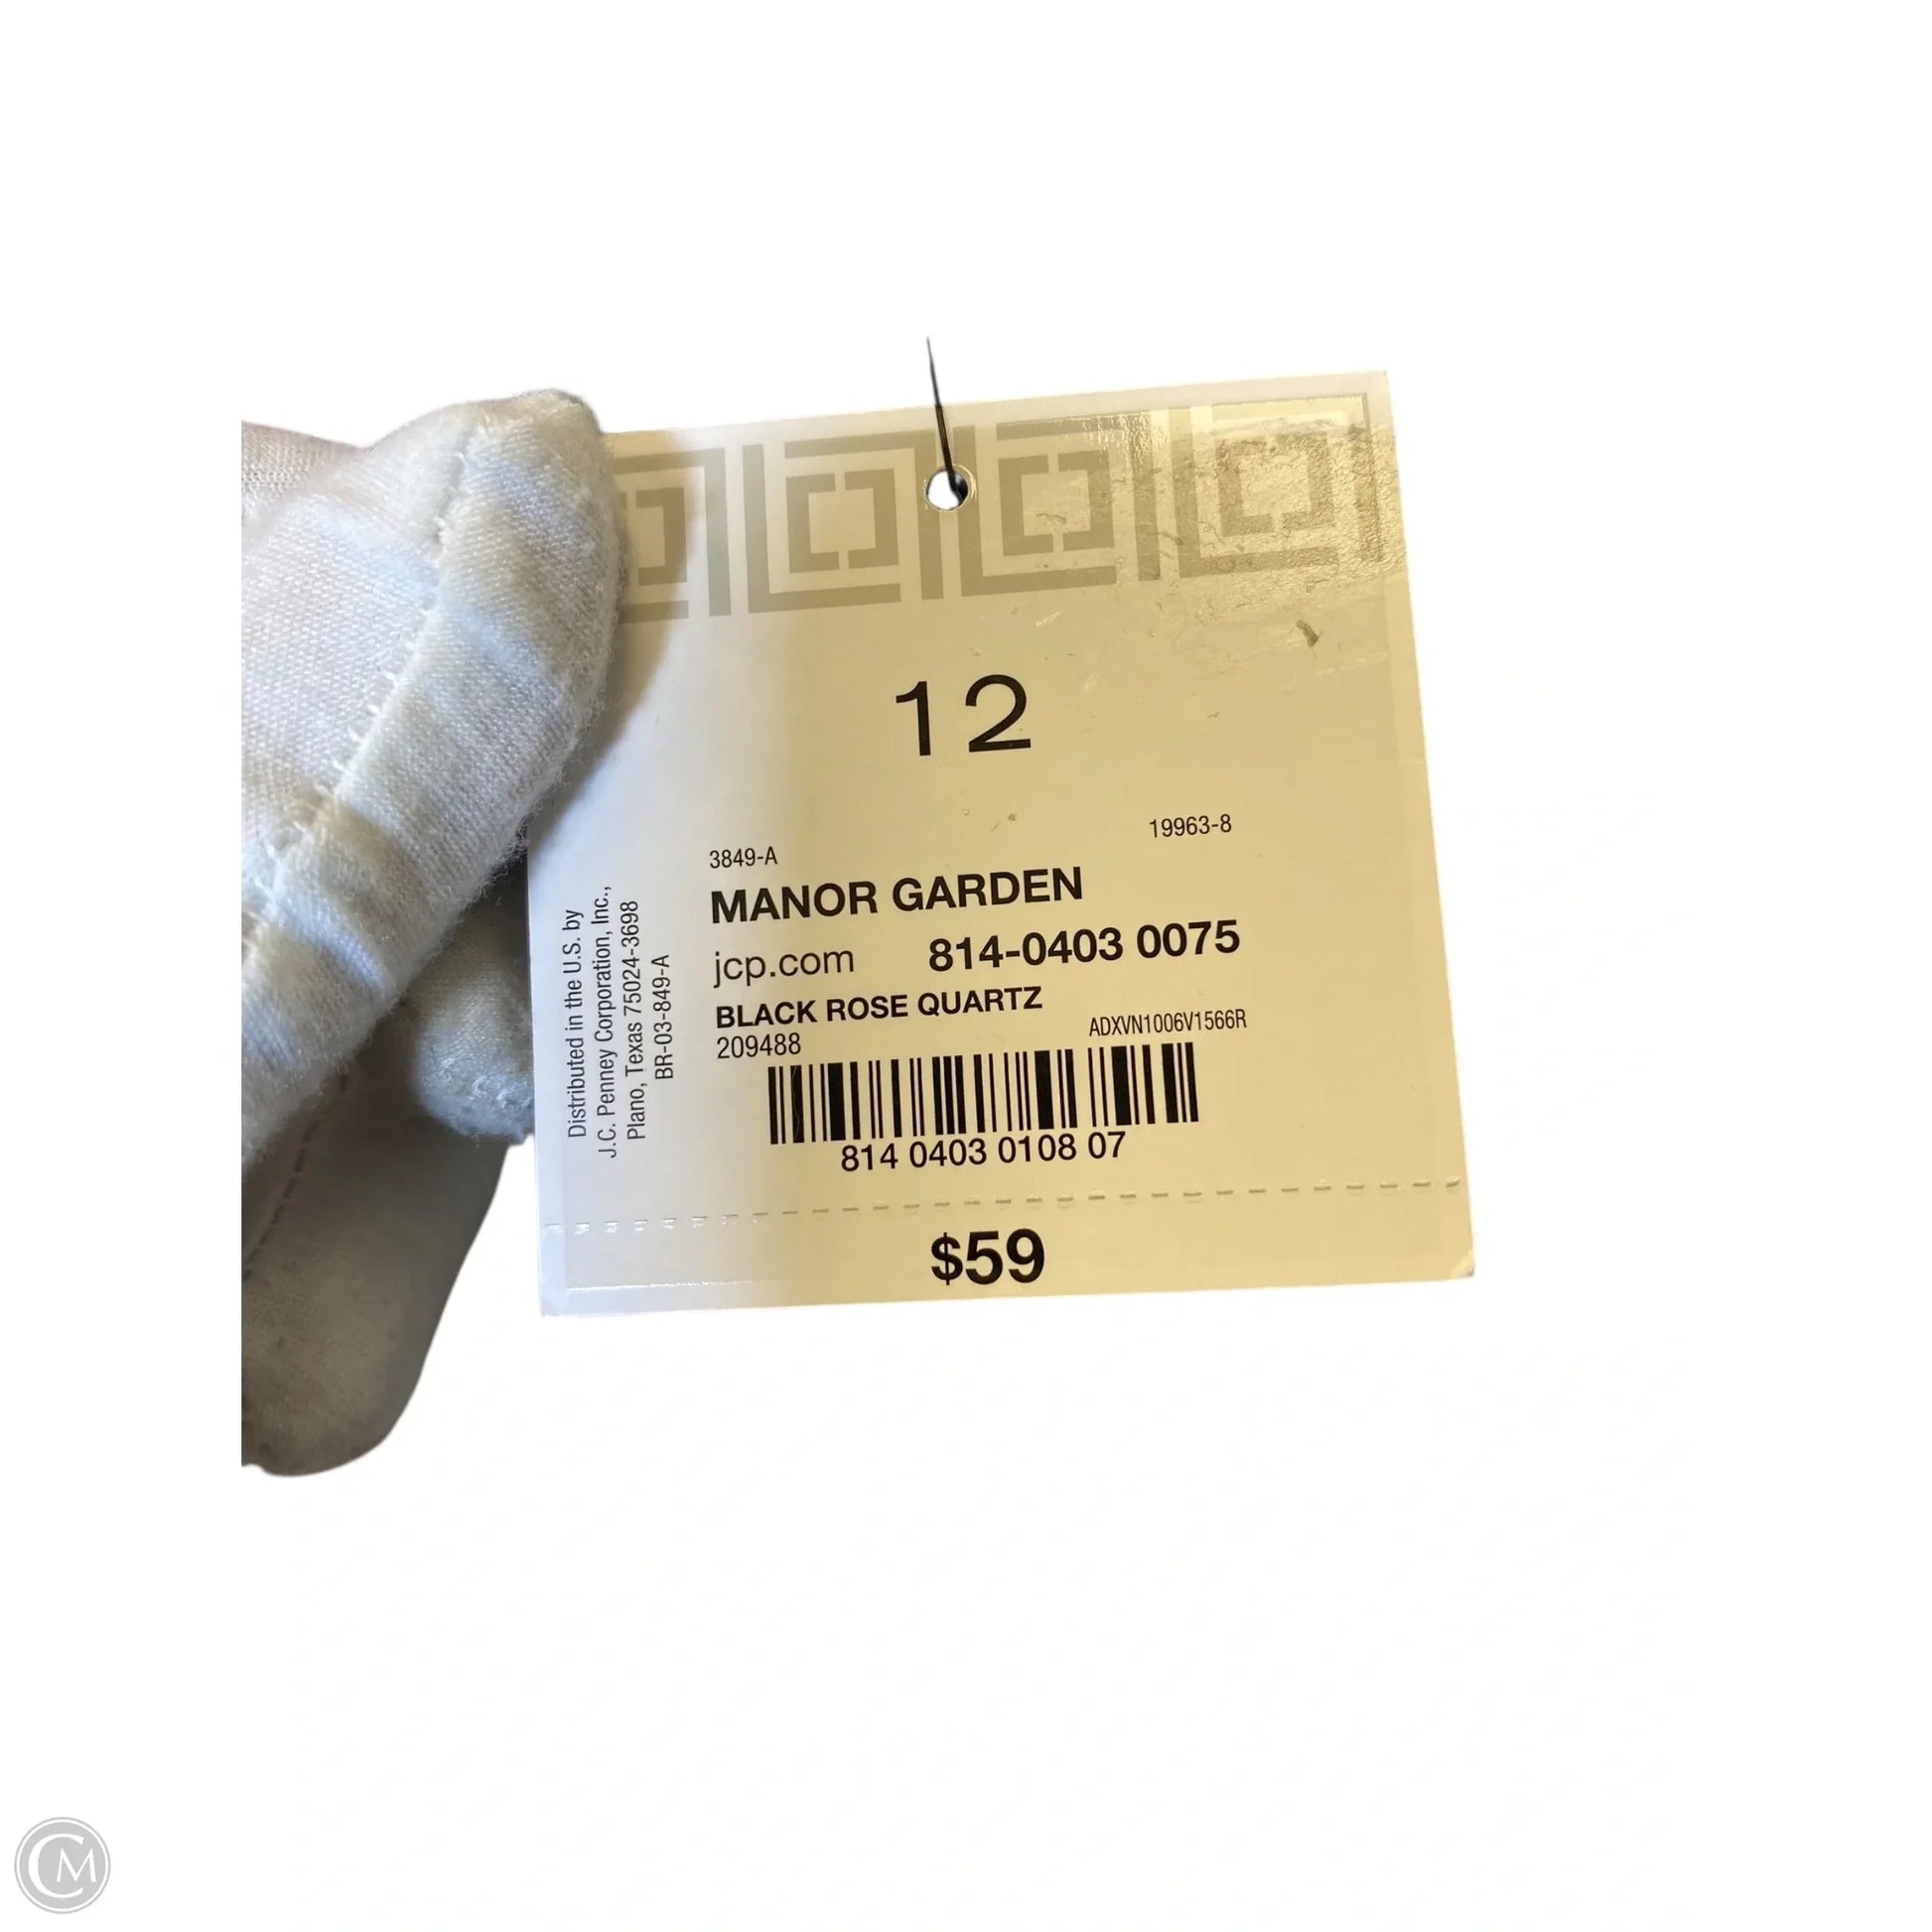 12
19963-8
3849-A
MANOR GARDEN
jcp.com 814-0403 0075
BLACK ROSE QUARTZ
209488 ADXVN1006V1566R
814 0403 0108 07
$59
Distributed in the U.S. by
J.C. Penney Corporation, Inc.,
Plano, Texas 75024-3698
BR-03-849-A
CM